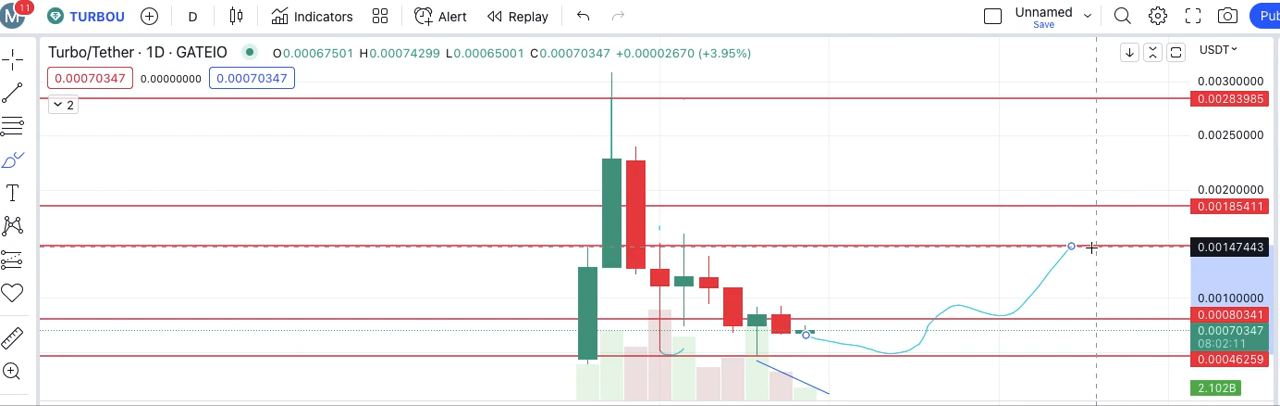 M 11 TURBOU D Indicators Alert Replay Unnamed Save Pub
Turbo/Tether · 1D · GATEIO O0.00067501 H0.00074299 L0.00065001 C0.00070347 +0.00002670 (+3.95%) USDT
0.00070347 0.00000000 0.00070347
2
0.00300000
0.00283985
0.00250000
0.00200000
0.00185411
T
0.00147443
0.00100000
0.00080341
0.00070347
08:02:11
0.00046259
2.102B